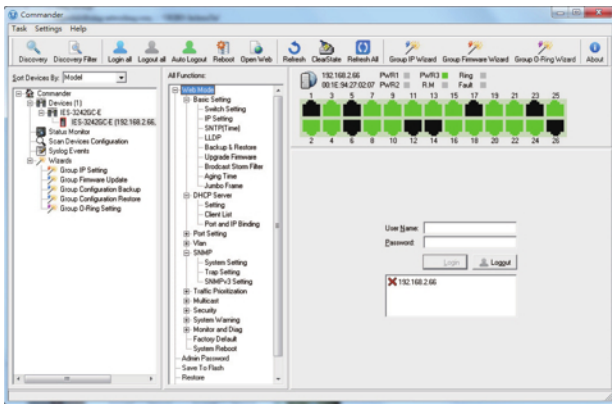 Commander
Task Settings Help
Discovery Discovery Filter Login all Logout all Auto Logout Reboot Open Web Refresh ClearState Refresh All Group IP Wizard Group Firmware Wizard Group O-Ring Wizard About
Sort Devices By: Model
Commander
Devices (1)
IES-3242GC-E
IES-3242GC-E (192.168.2.66,
Status Monitor
Scan Devices Configuration
Syslog Events
Wizards
Group IP Setting
Group Firmware Update
Group Configuration Backup
Group Configuration Restore
Group O-Ring Setting
All Functions:
Web Mode
Basic Setting
Switch Setting
IP Setting
SNTP(Time)
LLDP
Backup & Restore
Upgrade Firmware
Brodcast Storm Filter
Aging Time
Jumbo Frame
DHCP Server
Setting
Client List
Port and IP Binding
Port Setting
Vlan
SNMP
System Setting
Trap Setting
SNMPv3 Setting
Traffic Prioritization
Multicast
Security
System Warning
Monitor and Diag
Factory Default
System Reboot
Admin Password
Save To Flash
Restore
192.168.2.66 PWR1 PWR3 Ring
00:1E:94:27:02:07 PWR2 R.M Fault
1 3 5 7 9 11 13 15 17 19 21 23 25
2 4 6 8 10 12 14 16 18 20 22 24 26
User Name:
Password:
Login Logout
192.168.2.66